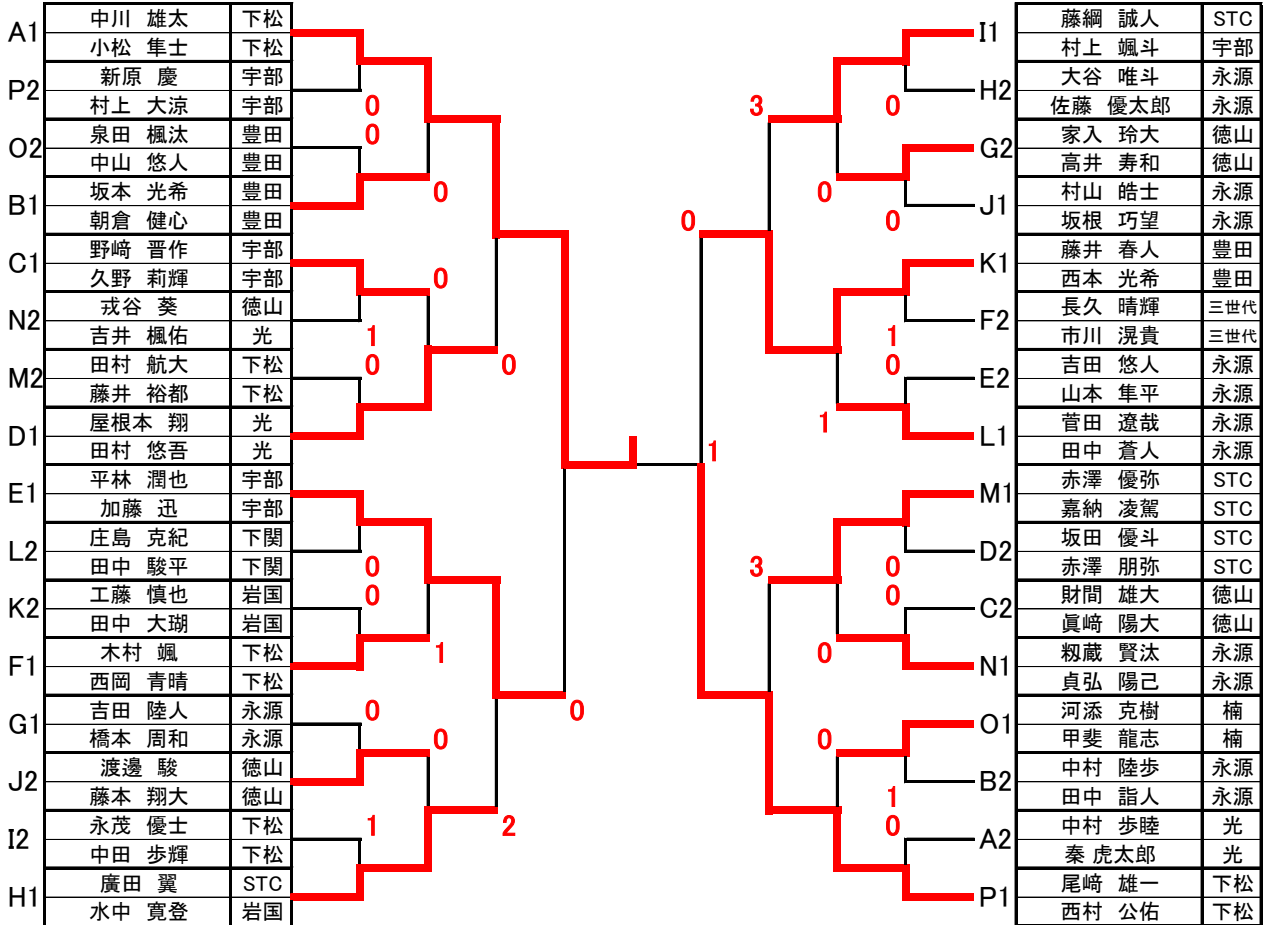 A1
中川 雄太 下松
小松 隼士 下松
P2
新原 慶 宇部
村上 大涼 宇部
0
O2
泉田 楓汰 豊田
中山 悠人 豊田
0
B1
坂本 光希 豊田
朝倉 健心 豊田
0
C1
野﨑 晋作 宇部
久野 莉輝 宇部
0
N2
戎谷 葵 徳山
吉井 楓佑 光
1
M2
田村 航大 下松
藤井 裕都 下松
0
0
D1
屋根本 翔 光
田村 悠吾 光
E1
平林 潤也 宇部
加藤 迅 宇部
L2
庄島 克紀 下関
田中 駿平 下関
0
K2
工藤 慎也 岩国
田中 大瑚 岩国
0
F1
木村 颯 下松
西岡 青晴 下松
1
G1
吉田 陸人 永源
橋本 周和 永源
0
0
0
J2
渡邊 駿 徳山
藤本 翔大 徳山
I2
永茂 優士 下松
中田 歩輝 下松
1
2
H1
廣田 翼 STC
水中 寛登 岩国
I1
藤綱 誠人 STC
村上 颯斗 宇部
3
0
H2
大谷 唯斗 永源
佐藤 優太郎 永源
G2
家入 玲大 徳山
高井 寿和 徳山
0
0
0
J1
村山 皓士 永源
坂根 巧望 永源
K1
藤井 春人 豊田
西本 光希 豊田
1
F2
長久 晴輝 三世代
市川 滉貴 三世代
0
E2
吉田 悠人 永源
山本 隼平 永源
1
1
L1
菅田 遼哉 永源
田中 蒼人 永源
M1
赤澤 優弥 STC
嘉納 凌駕 STC
3
0
D2
坂田 優斗 STC
赤澤 朋弥 STC
0
C2
財間 雄大 徳山
眞﨑 陽大 徳山
0
N1
籾蔵 賢汰 永源
貞弘 陽己 永源
0
O1
河添 克樹 楠
甲斐 龍志 楠
1
B2
中村 陸歩 永源
田中 詣人 永源
0
A2
中村 歩睦 光
秦 虎太郎 光
P1
尾﨑 雄一 下松
西村 公佑 下松